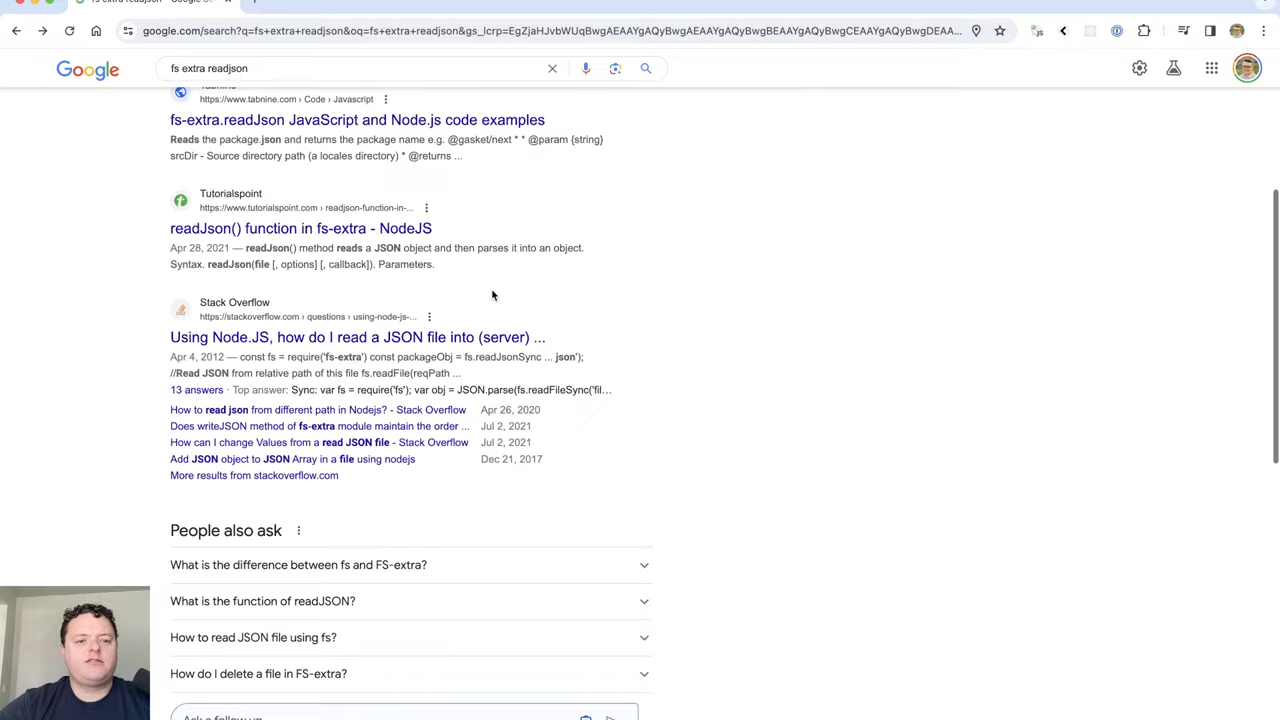 google.com/search?q=fs+extra+readjson&oq=fs+extra+readjson&gs_lcrp=EgZjaHJvbWUqBwgAEAAYgAQyBwgAEAAYgAQyBwgBEAAYgAQyBwgCEAAYgAQyBwgDEAA...
Google
fs extra readjson
https://www.tabnine.com › Code › Javascript
fs-extra.readJson JavaScript and Node.js code examples
Reads the package.json and returns the package name e.g. @gasket/next * * @param {string}
srcDir - Source directory path (a locales directory) * @returns ...
Tutorialspoint
https://www.tutorialspoint.com › readjson-function-in-...
readJson() function in fs-extra - NodeJS
Apr 28, 2021 — readJson() method reads a JSON object and then parses it into an object.
Syntax. readJson(file [, options] [, callback]). Parameters.
Stack Overflow
https://stackoverflow.com › questions › using-node-js-...
Using Node.JS, how do I read a JSON file into (server) ...
Apr 4, 2012 — const fs = require('fs-extra') const packageObj = fs.readJsonSync ... json');
//Read JSON from relative path of this file fs.readFile(reqPath ...
13 answers · Top answer: Sync: var fs = require('fs'); var obj = JSON.parse(fs.readFileSync('fil...
How to read json from different path in Nodejs? - Stack Overflow Apr 26, 2020
Does writeJSON method of fs-extra module maintain the order ... Jul 2, 2021
How can I change Values from a read JSON file - Stack Overflow Jul 2, 2021
Add JSON object to JSON Array in a file using nodejs Dec 21, 2017
More results from stackoverflow.com
People also ask
What is the difference between fs and FS-extra?
What is the function of readJSON?
How to read JSON file using fs?
How do I delete a file in FS-extra?
Ask a follow up